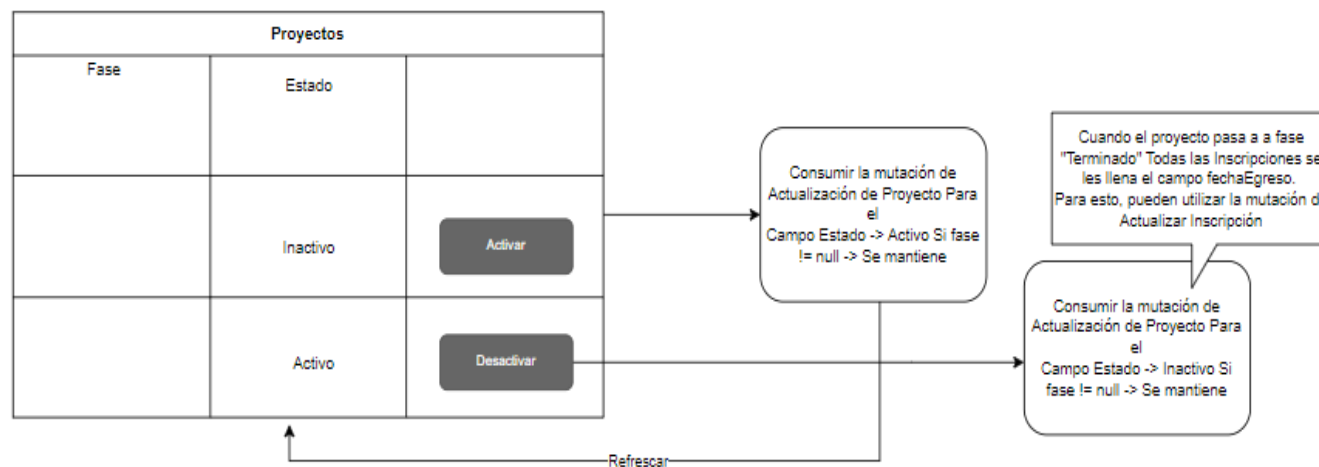 Proyectos
Fase
Estado
Inactivo
Activar
Activo
Desactivar
Consumir la mutación de
Actualización de Proyecto Para
el
Campo Estado -> Activo Si fase
!= null -> Se mantiene
Cuando el proyecto pasa a a fase
"Terminado" Todas las Inscripciones se
les llena el campo fechaEgreso.
Para esto, pueden utilizar la mutación d
Actualizar Inscripción
Consumir la mutación de
Actualización de Proyecto Para
el
Campo Estado -> Inactivo Si
fase != null -> Se mantiene
Refrescar